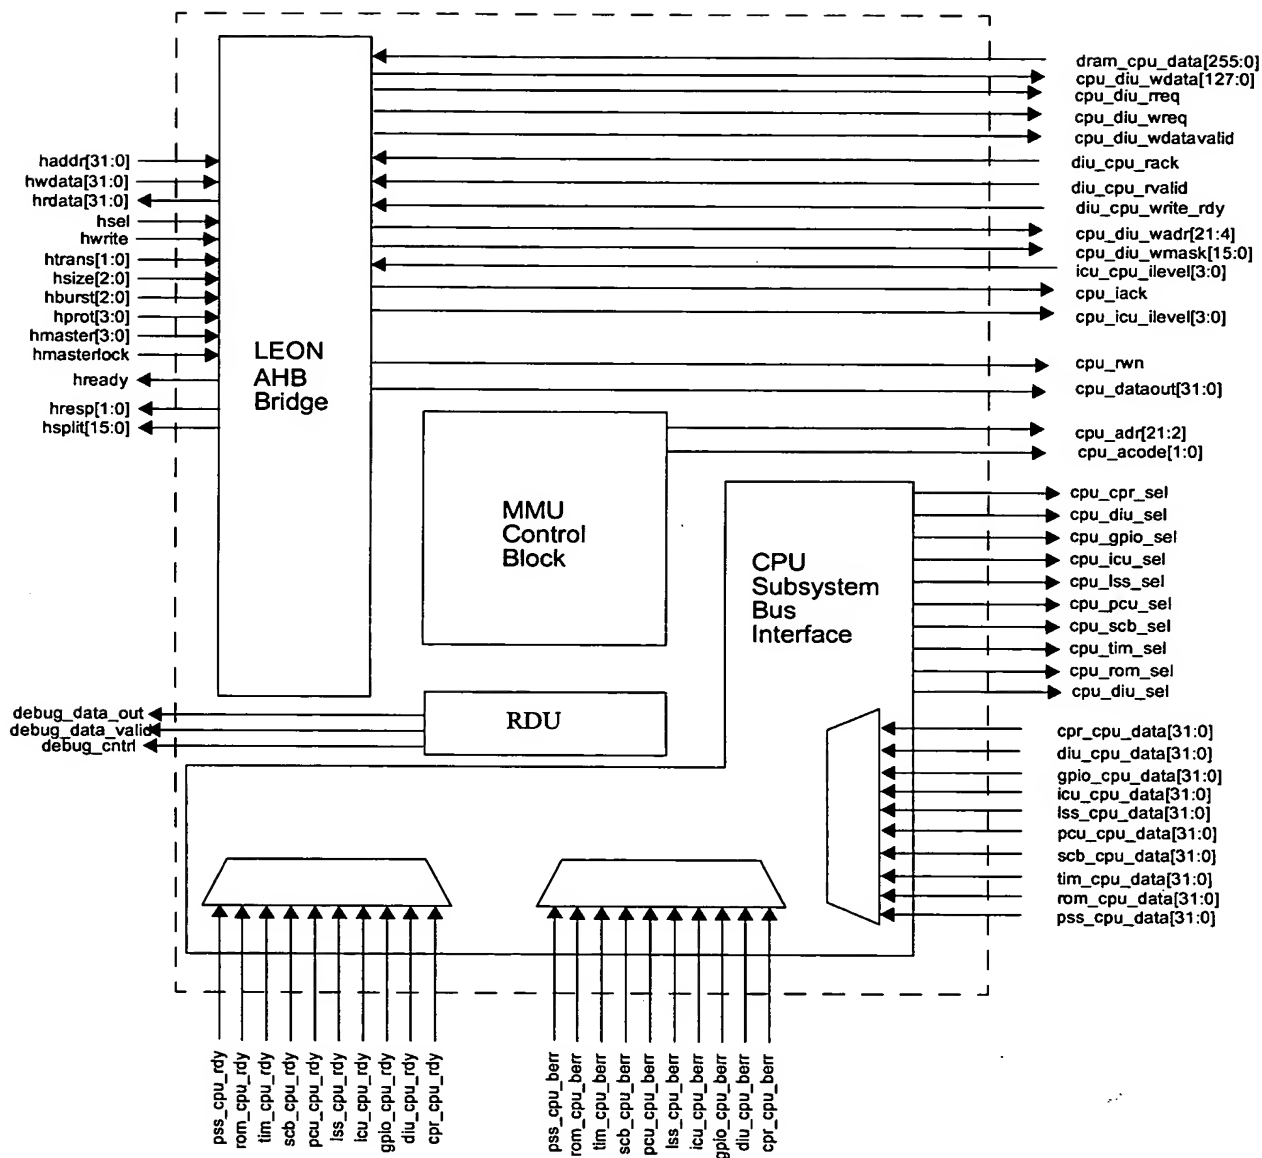 dram_cpu_data[255:0]
cpu_diu_wdata[127:0]
cpu_diu_rreq
cpu_diu_wreq
cpu_diu_wdatavalid
diu_cpu_rack
diu_cpu_rvalid
diu_cpu_write_rdy
cpu_diu_wadr[21:4]
cpu_diu_wmask[15:0]
icu_cpu_ilevel[3:0]
cpu_iack
cpu_icu_ilevel[3:0]
cpu_rwn
cpu_dataout[31:0]
cpu_adr[21:2]
cpu_acode[1:0]
haddr[31:0]
hwdata[31:0]
hrdata[31:0]
hsel
hwrite
htrans[1:0]
hsize[2:0]
hburst[2:0]
hprot[3:0]
hmaster[3:0]
hmasterlock
hready
hresp[1:0]
hsplit[15:0]
LEON
AHB
Bridge
MMU
Control
Block
CPU
Subsystem
Bus
Interface
cpu_cpr_sel
cpu_diu_sel
cpu_gpio_sel
cpu_icu_sel
cpu_lss_sel
cpu_pcu_sel
cpu_scb_sel
cpu_tim_sel
cpu_rom_sel
cpu_diu_sel
debug_data_out
debug_data_valid
debug_cntrl
RDU
cpr_cpu_data[31:0]
diu_cpu_data[31:0]
gpio_cpu_data[31:0]
icu_cpu_data[31:0]
lss_cpu_data[31:0]
pcu_cpu_data[31:0]
scb_cpu_data[31:0]
tim_cpu_data[31:0]
rom_cpu_data[31:0]
pss_cpu_data[31:0]
pss_cpu_rdy
rom_cpu_rdy
tim_cpu_rdy
scb_cpu_rdy
pcu_cpu_rdy
lss_cpu_rdy
icu_cpu_rdy
gpio_cpu_rdy
diu_cpu_rdy
cpr_cpu_rdy
pss_cpu_berr
rom_cpu_berr
tim_cpu_berr
scb_cpu_berr
pcu_cpu_berr
lss_cpu_berr
icu_cpu_berr
gpio_cpu_berr
diu_cpu_berr
cpr_cpu_berr